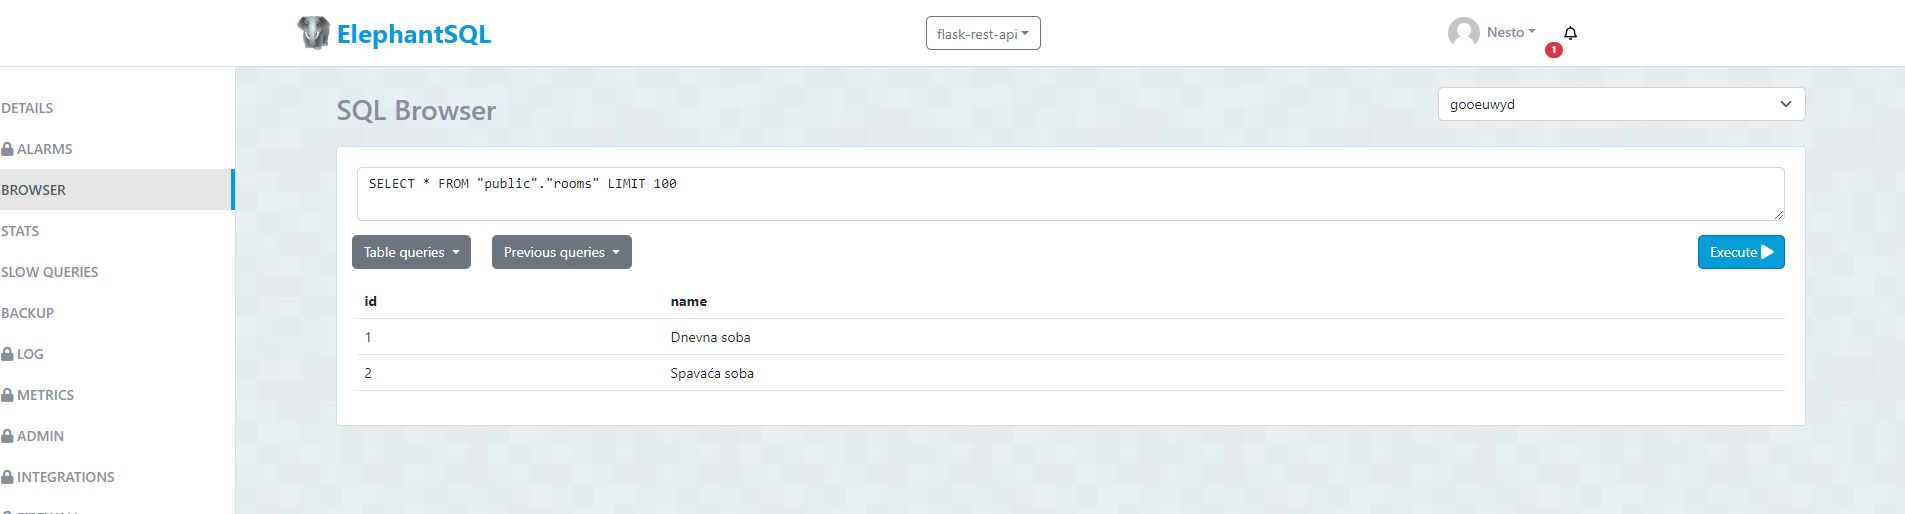 ElephantSQL
flask-rest-api
Nesto
1
DETAILS
ALARMS
BROWSER
STATS
SLOW QUERIES
BACKUP
LOG
METRICS
ADMIN
INTEGRATIONS
SQL Browser
gooeuwyd
SELECT * FROM "public"."rooms" LIMIT 100
Table queries
Previous queries
Execute
id name
1 Dnevna soba
2 Spavaća soba